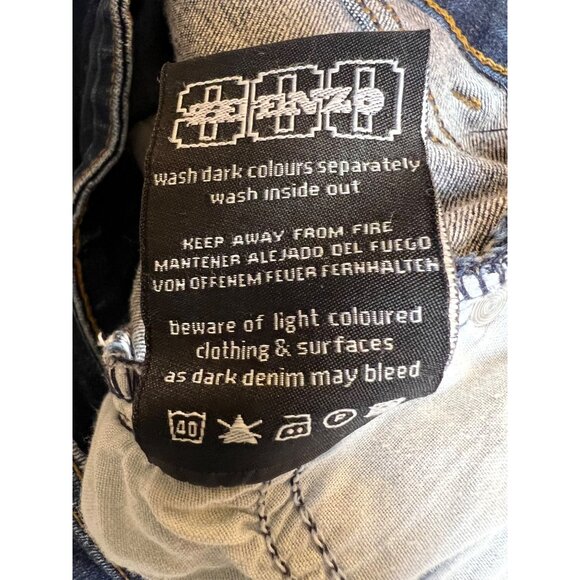 ENZO
wash dark colours separately
wash inside out
KEEP AWAY FROM FIRE
MANTENER ALEJADO DEL FUEGO
VON OFFENEM FEUER FERNHALTEN
beware of light coloured
clothing & surfaces
as dark denim may bleed
40 P